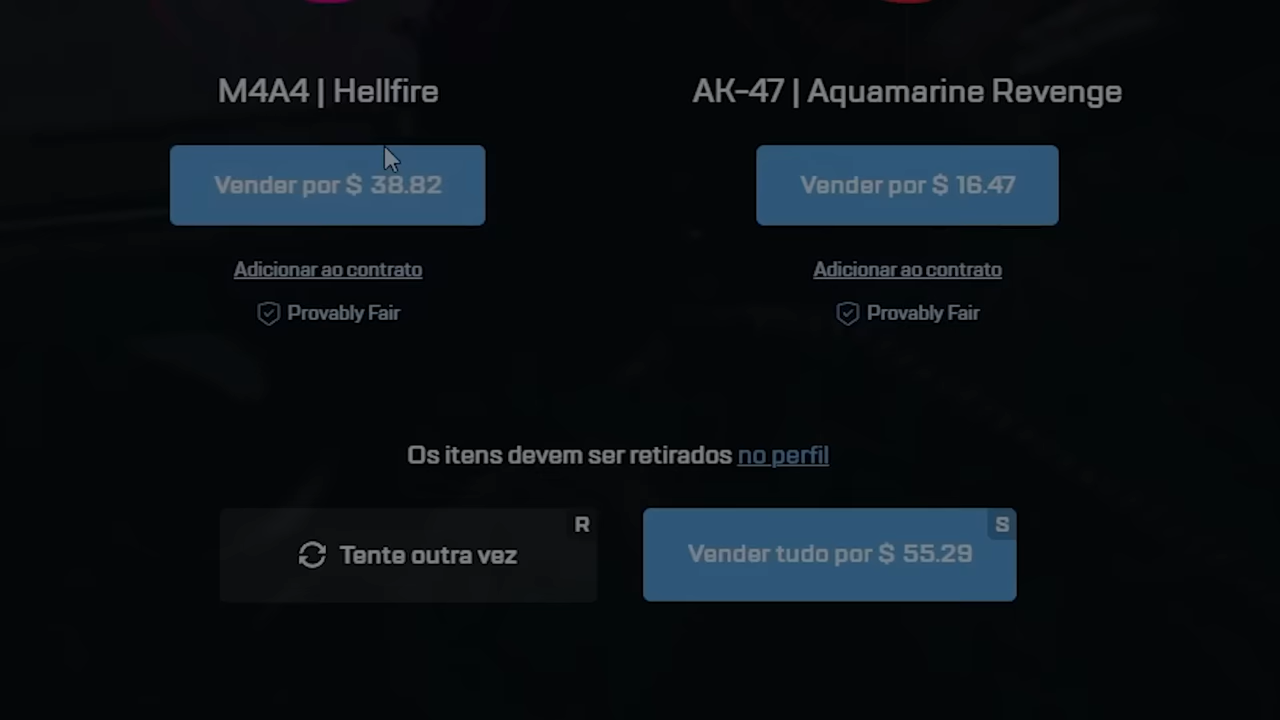 M4A4 | Hellfire
AK-47 | Aquamarine Revenge
Vender por $ 38.82
Vender por $ 16.47
Adicionar ao contrato
Adicionar ao contrato
Provably Fair
Provably Fair
Os itens devem ser retirados no perfil
R
Tente outra vez
S
Vender tudo por $ 55.29